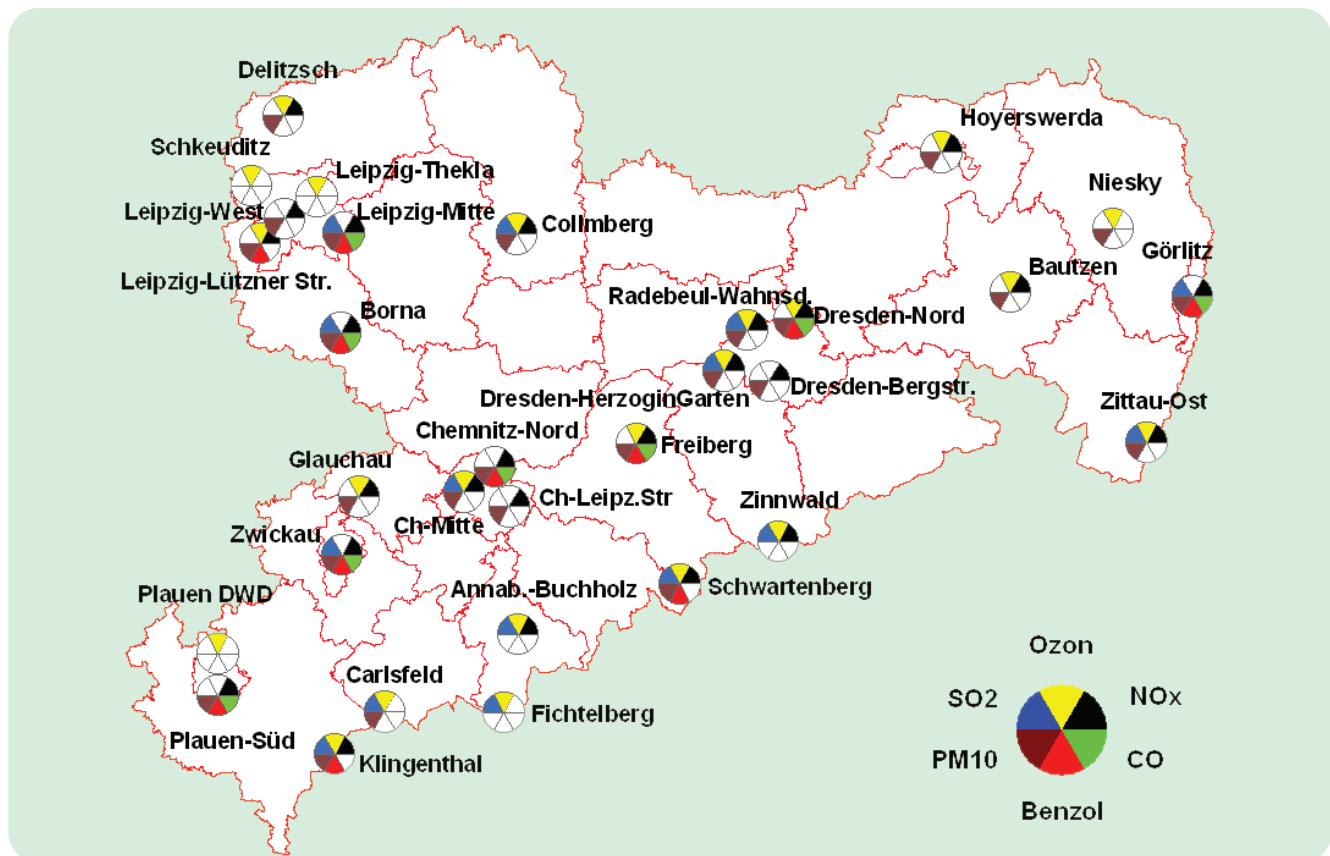 Delitzsch
Hoyerswerda
Schkeuditz
Leipzig-Thekla
Niesky
Leipzig-West
Leipzig-Mitte
Collmberg
Görlitz
Bautzen
Leipzig-Lützner Str.
Radebeul-Wahnsd.
Borna
Dresden-Nord
Dresden-Bergstr.
Dresden-HerzoginGarten
Zittau-Ost
Chemnitz-Nord
Freiberg
Glauchau
Ch-Leipz.Str
Zinnwald
Ch-Mitte
Zwickau
Annab.-Buchholz
Schwartenberg
Plauen DWD
Carlsfeld
Fichtelberg
Plauen-Süd
Klingenthal
Ozon
SO2
NOx
PM10
CO
Benzol